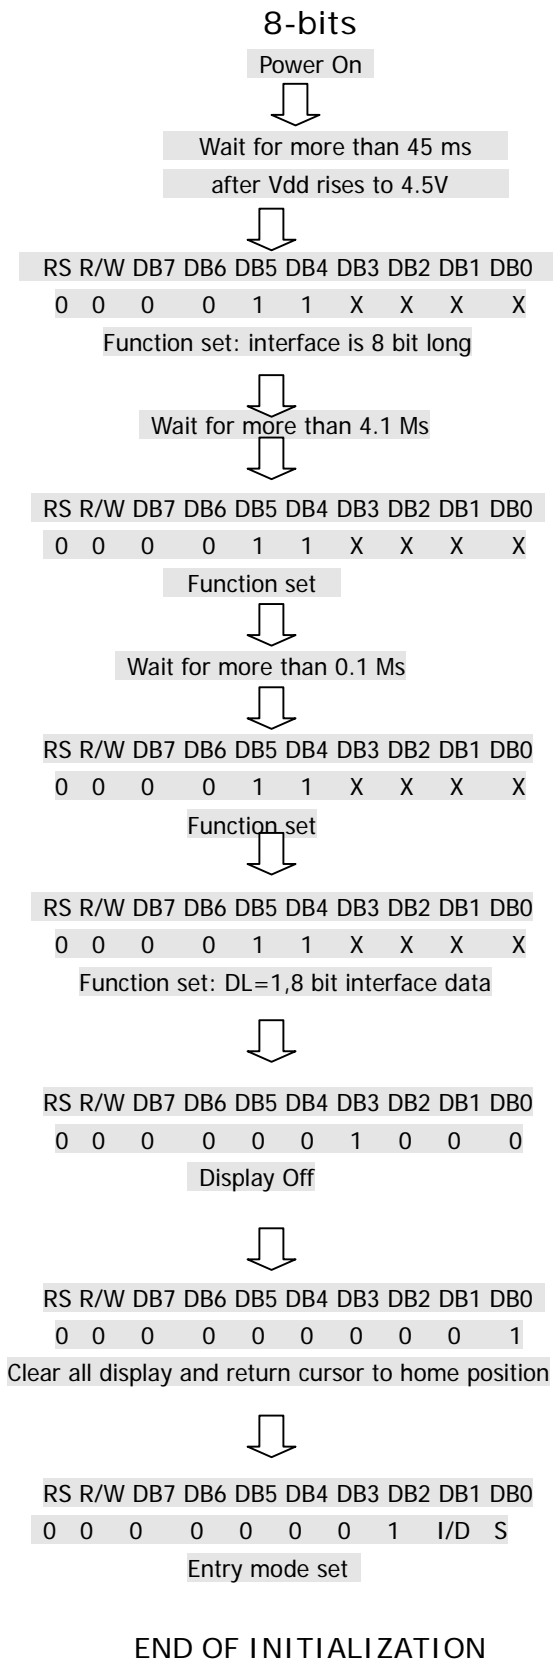 8-bits
Power On
Wait for more than 45 ms
after Vdd rises to 4.5V
RS R/W DB7 DB6 DB5 DB4 DB3 DB2 DB1 DB0
0 0 0 0 1 1 X X X X
Function set: interface is 8 bit long
Wait for more than 4.1 Ms
RS R/W DB7 DB6 DB5 DB4 DB3 DB2 DB1 DB0
0 0 0 0 1 1 X X X X
Function set
Wait for more than 0.1 Ms
RS R/W DB7 DB6 DB5 DB4 DB3 DB2 DB1 DB0
0 0 0 0 1 1 X X X X
Function set
RS R/W DB7 DB6 DB5 DB4 DB3 DB2 DB1 DB0
0 0 0 0 1 1 X X X X
Function set: DL=1,8 bit interface data
RS R/W DB7 DB6 DB5 DB4 DB3 DB2 DB1 DB0
0 0 0 0 0 0 1 0 0 0
Display Off
RS R/W DB7 DB6 DB5 DB4 DB3 DB2 DB1 DB0
0 0 0 0 0 0 0 0 0 1
Clear all display and return cursor to home position
RS R/W DB7 DB6 DB5 DB4 DB3 DB2 DB1 DB0
0 0 0 0 0 0 0 1 I/D S
Entry mode set
END OF INITIALIZATION